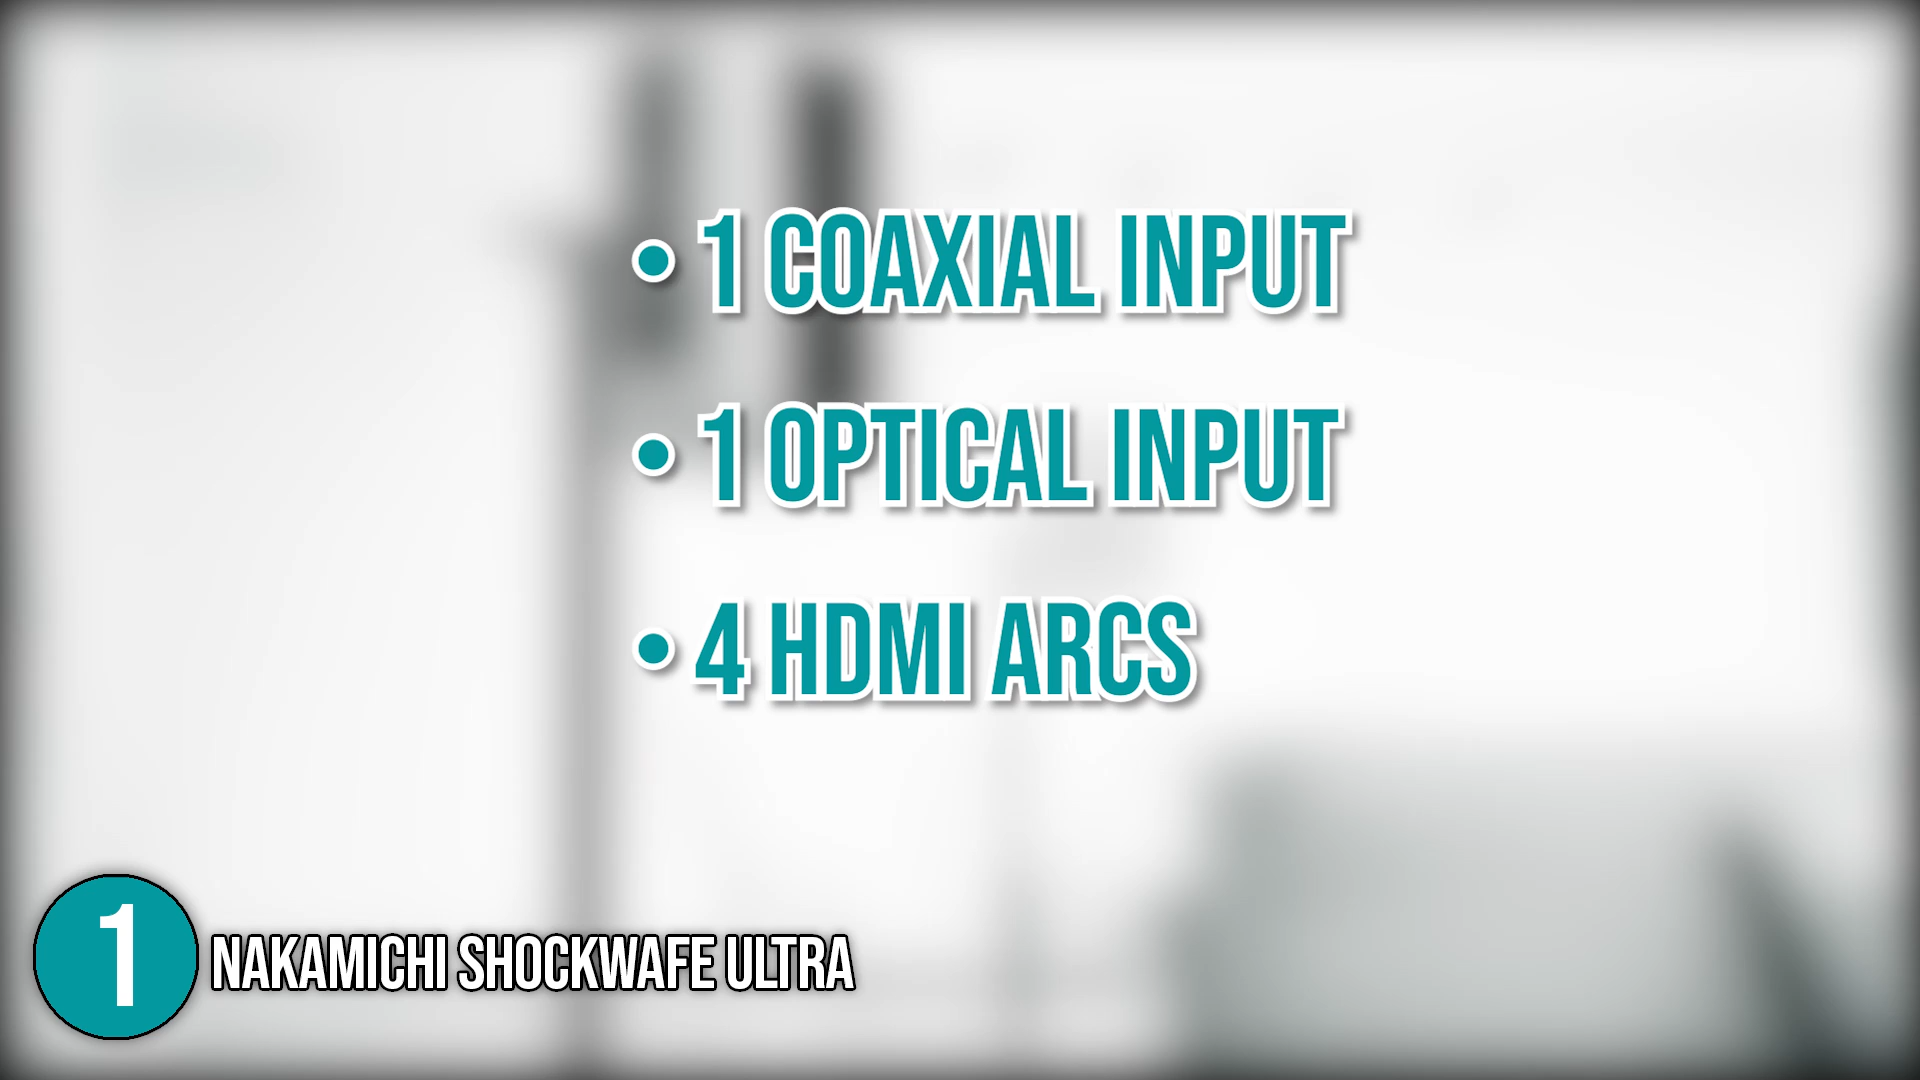 • 1 COAXIAL INPUT
• 1 OPTICAL INPUT
• 4 HDMI ARCS
1 NAKAMICHI SHOCKWAFE ULTRA